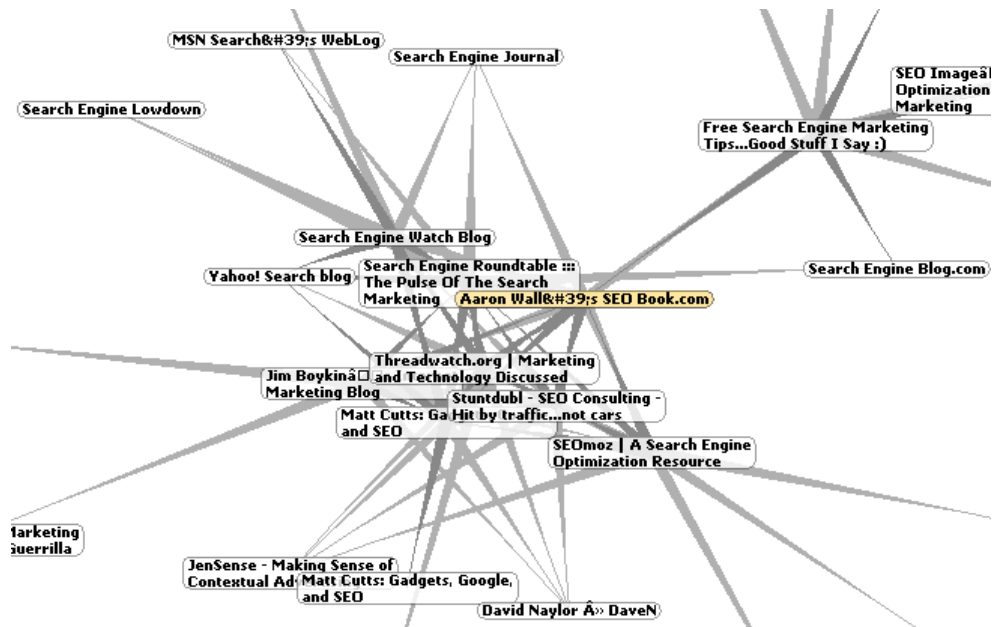 MSN Search&#39;s WebLog
Search Engine Journal
SEO Imageâ
Optimization
Marketing
Search Engine Lowdown
Free Search Engine Marketing
Tips...Good Stuff I Say :)
Search Engine Watch Blog
Search Engine Blog.com
Yahoo! Search blog
Search Engine Roundtable :::
The Pulse Of The Search
Marketing
Aaron Wall&#39;s SEO Book.com
Threadwatch.org | Marketing
and Technology Discussed
Jim Boykinâ
Marketing Blog
Stuntdubl - SEO Consulting -
Hit by traffic...not cars
Matt Cutts: Ga
and SEO
SEOmoz | A Search Engine
Optimization Resource
Marketing
Guerrilla
JenSense - Making Sense of
Contextual Ad
Matt Cutts: Gadgets, Google,
and SEO
David Naylor Â» DaveN